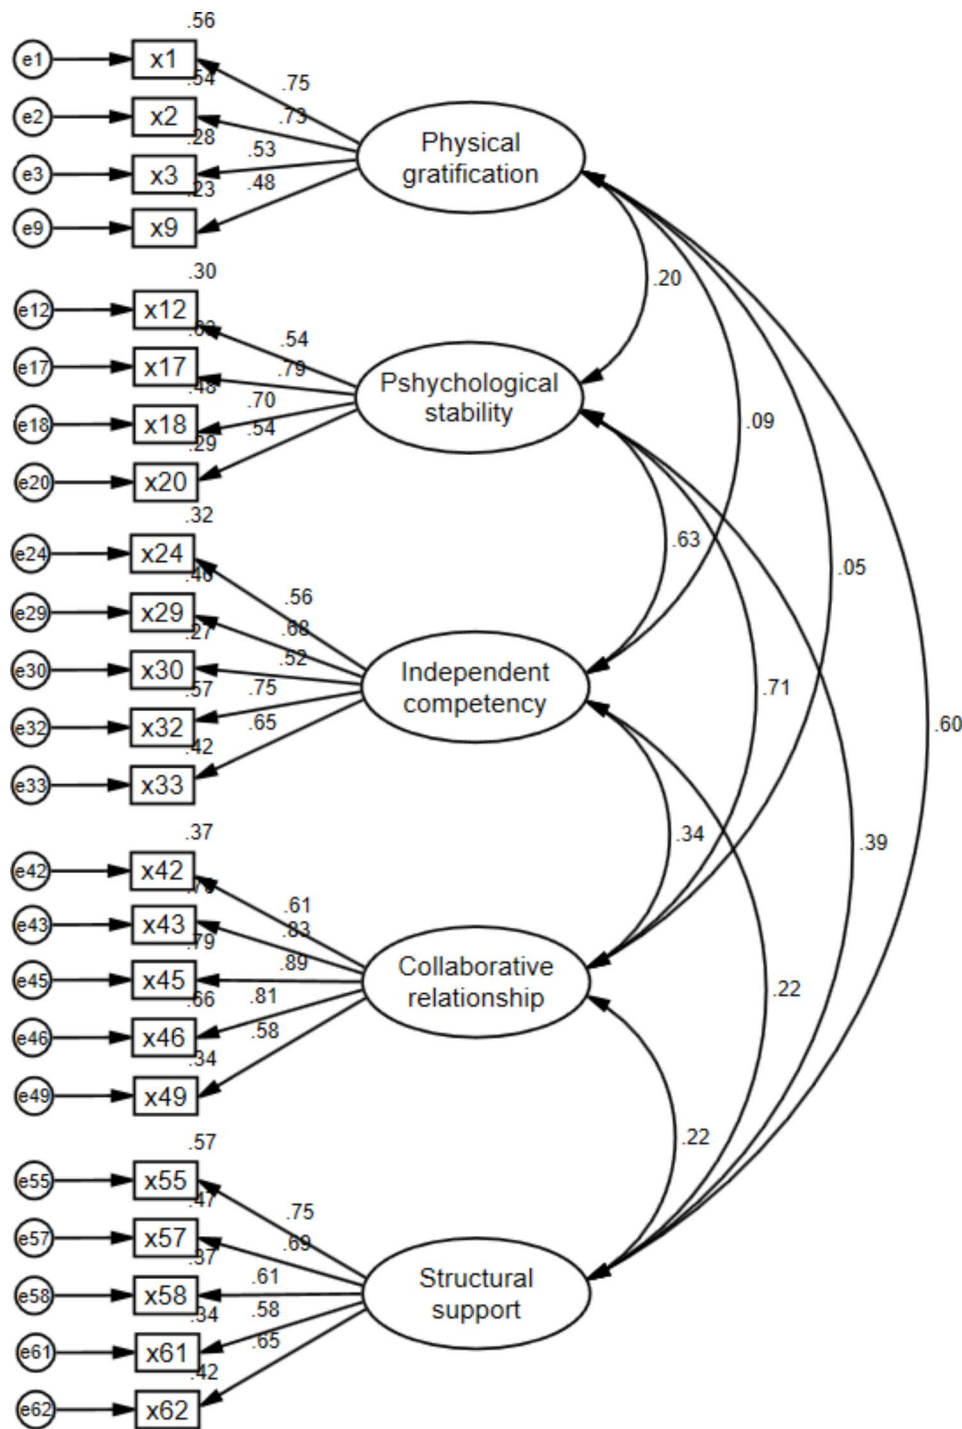 .56
e1
x1
.75
.54
e2
x2
.73
Physical
gratification
.28
e3
x3
.53
.23
e9
x9
.48
.30
e12
x12
.54
.20
e17
x17
.79
Pshychological
stability
.48
e18
x18
.70
.29
e20
x20
.54
.09
.32
e24
x24
.56
.63
.05
.46
e29
x29
.68
.27
e30
x30
.52
Independent
competency
.57
e32
x32
.75
.71
.60
.42
e33
x33
.65
.37
e42
x42
.61
.34
.39
e43
x43
.83
.79
e45
x45
.89
Collaborative
relationship
.66
e46
x46
.81
.22
.34
e49
x49
.58
.57
e55
x55
.75
.22
.47
e57
x57
.69
.37
e58
x58
.61
Structural
support
.34
e61
x61
.58
.42
e62
x62
.65